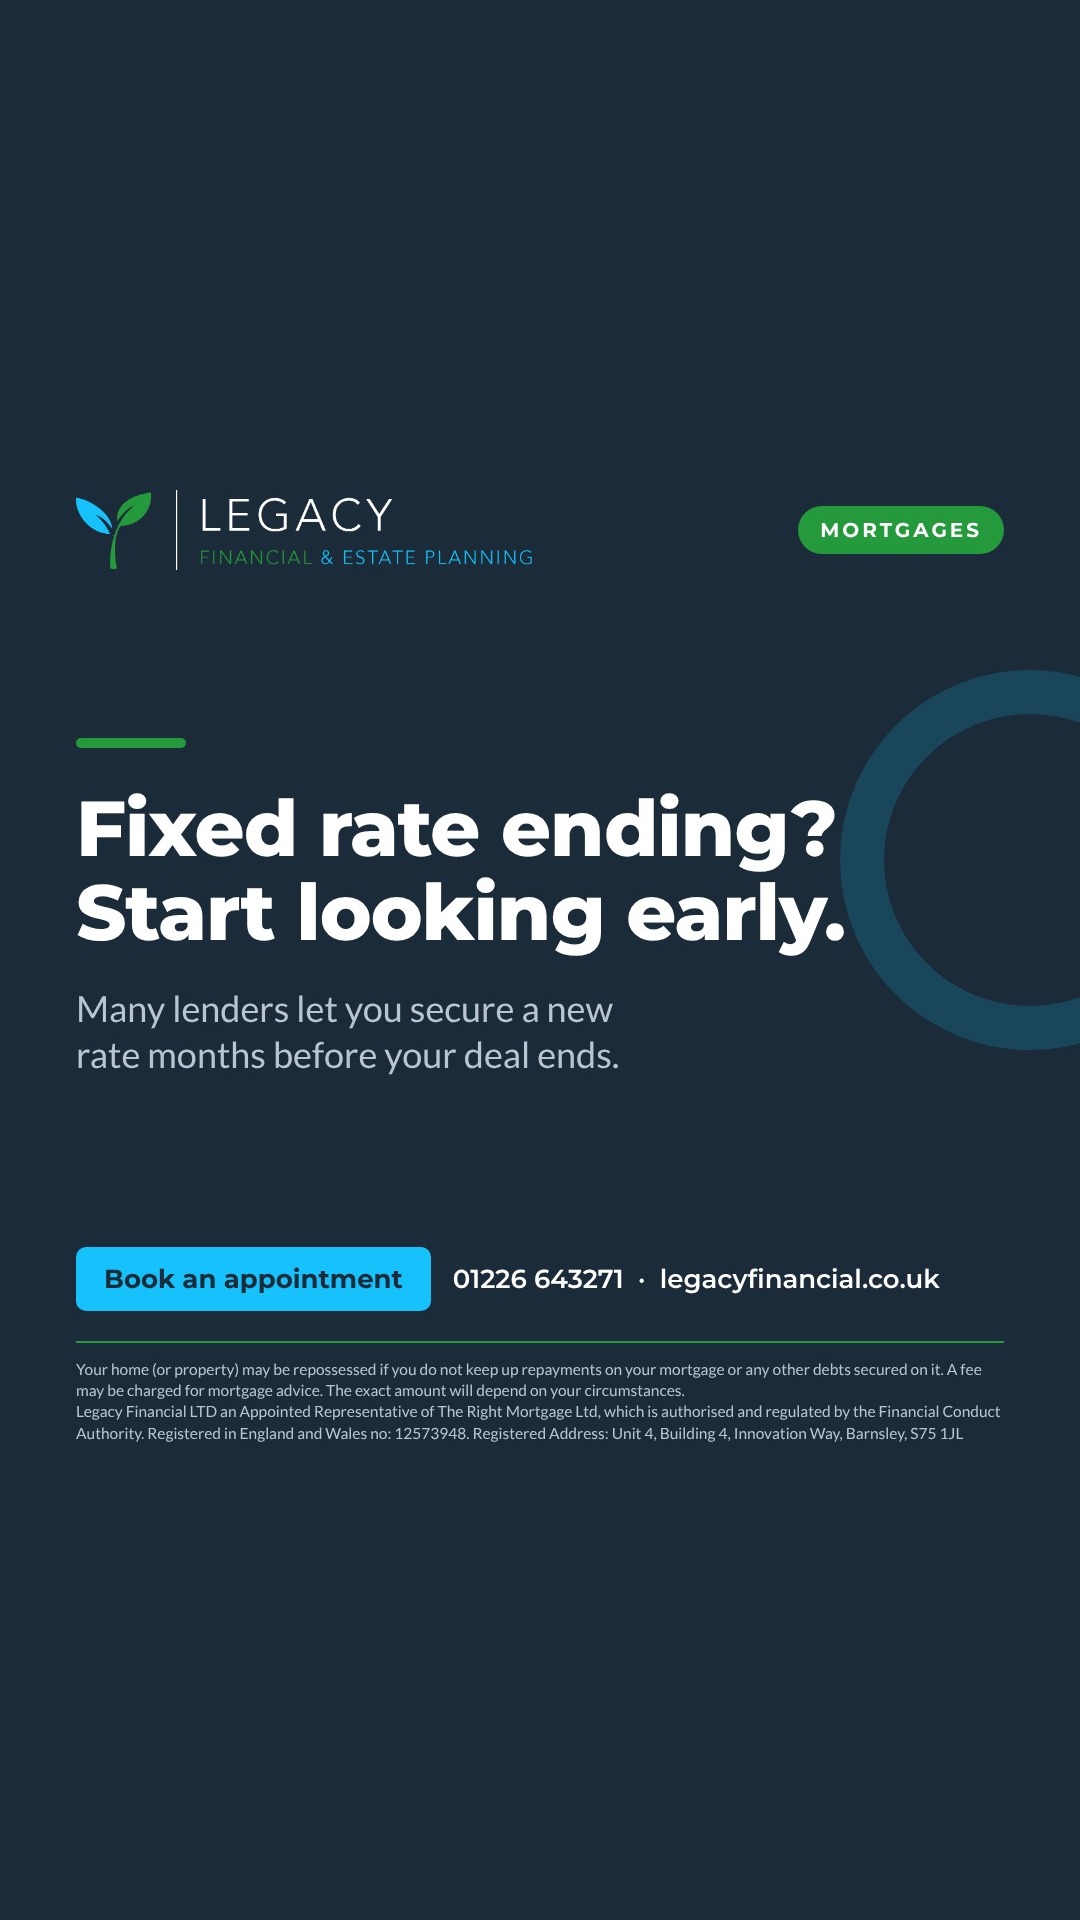 LEGACY
FINANCIAL & ESTATE PLANNING
MORTGAGES
Fixed rate ending?
Start looking early.
Many lenders let you secure a new
rate months before your deal ends.
Book an appointment
01226 643271 · legacyfinancial.co.uk
Your home (or property) may be repossessed if you do not keep up repayments on your mortgage or any other debts secured on it. A fee
may be charged for mortgage advice. The exact amount will depend on your circumstances.
Legacy Financial LTD an Appointed Representative of The Right Mortgage Ltd, which is authorised and regulated by the Financial Conduct
Authority. Registered in England and Wales no: 12573948. Registered Address: Unit 4, Building 4, Innovation Way, Barnsley, S75 1JL